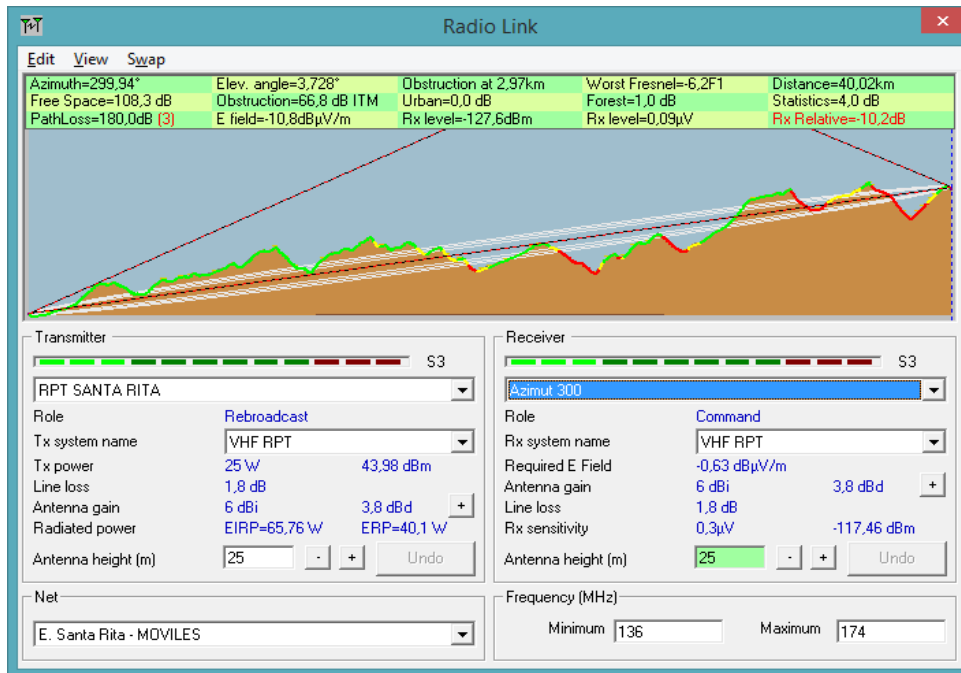 Radio Link
Edit View Swap
Azimuth=299,94° Elev. angle=3,728° Obstruction at 2,97km Worst Fresnel=-6,2F1 Distance=40,02km
Free Space=108,3 dB Obstruction=66,8 dB ITM Urban=0,0 dB Forest=1,0 dB Statistics=4,0 dB
PathLoss=180,0dB (3) E field=-10,8dBµV/m Rx level=-127,6dBm Rx level=0,09µV Rx Relative=-10,2dB
Transmitter
S3
RPT SANTA RITA
Role Rebroadcast
Tx system name VHF RPT
Tx power 25 W 43,98 dBm
Line loss 1,8 dB
Antenna gain 6 dBi 3,8 dBd +
Radiated power EIRP=65,76 W ERP=40,1 W
Antenna height (m) 25 - + Undo
Receiver
S3
Azimut 300
Role Command
Rx system name VHF RPT
Required E Field -0,63 dBµV/m
Antenna gain 6 dBi 3,8 dBd +
Line loss 1,8 dB
Rx sensitivity 0,3µV -117,46 dBm
Antenna height (m) 25 - + Undo
Net
E. Santa Rita - MOVILES
Frequency (MHz)
Minimum 136 Maximum 174